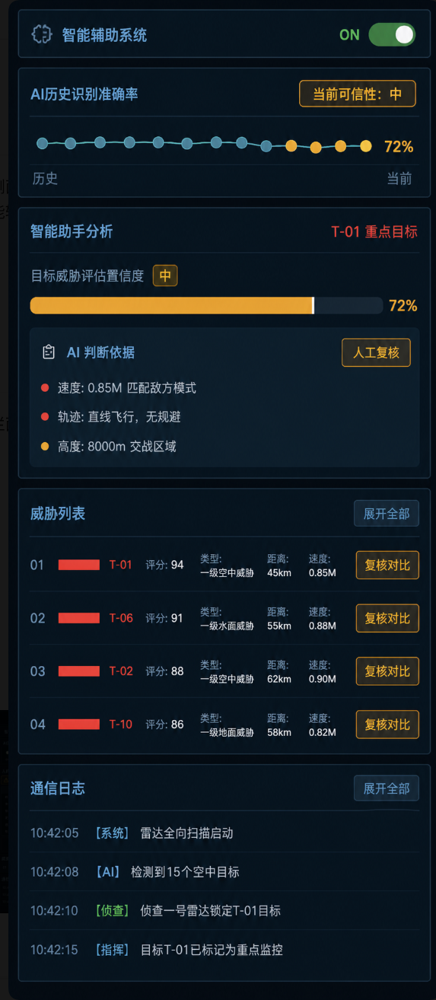 智能辅助系统 ON
AI历史识别准确率 当前可信性：中
72%
历史 当前
智能助手分析 T-01 重点目标
目标威胁评估置信度 中
72%
AI 判断依据 人工复核
速度: 0.85M 匹配敌方模式
轨迹: 直线飞行，无规避
高度: 8000m 交战区域
威胁列表 展开全部
01 T-01 评分: 94 类型: 一级空中威胁 距离: 45km 速度: 0.85M 复核对比
02 T-06 评分: 91 类型: 一级水面威胁 距离: 55km 速度: 0.88M 复核对比
03 T-02 评分: 88 类型: 一级空中威胁 距离: 62km 速度: 0.90M 复核对比
04 T-10 评分: 86 类型: 一级地面威胁 距离: 58km 速度: 0.82M 复核对比
通信日志 展开全部
10:42:05 [系统] 雷达全向扫描启动
10:42:08 [AI] 检测到15个空中目标
10:42:10 [侦查] 侦查一号雷达锁定T-01目标
10:42:15 [指挥] 目标T-01已标记为重点监控